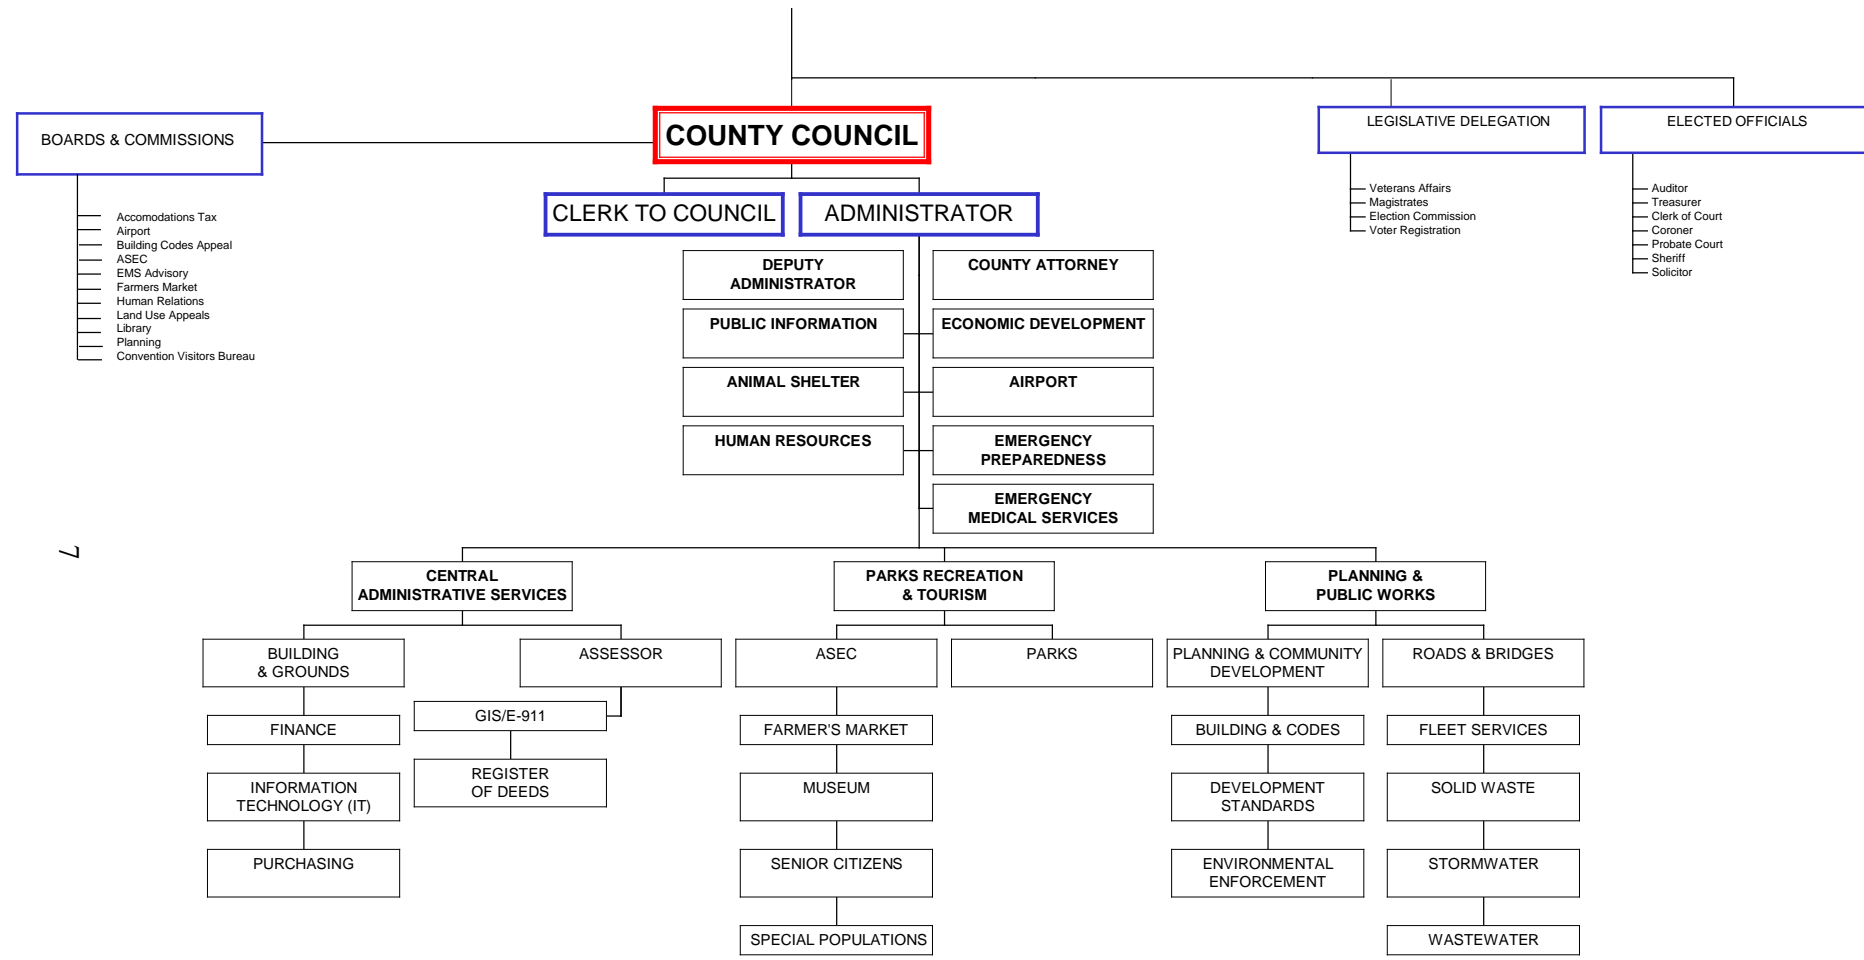 COUNTY COUNCIL
BOARDS & COMMISSIONS
LEGISLATIVE DELEGATION
ELECTED OFFICIALS
CLERK TO COUNCIL
ADMINISTRATOR
Accomodations Tax
Airport
Building Codes Appeal
ASEC
EMS Advisory
Farmers Market
Human Relations
Land Use Appeals
Library
Planning
Convention Visitors Bureau
Veterans Affairs
Magistrates
Election Commission
Voter Registration
Auditor
Treasurer
Clerk of Court
Coroner
Probate Court
Sheriff
Solicitor
DEPUTY
ADMINISTRATOR
COUNTY ATTORNEY
PUBLIC INFORMATION
ECONOMIC DEVELOPMENT
ANIMAL SHELTER
AIRPORT
HUMAN RESOURCES
EMERGENCY
PREPAREDNESS
EMERGENCY
MEDICAL SERVICES
7
CENTRAL
ADMINISTRATIVE SERVICES
PARKS RECREATION
& TOURISM
PLANNING &
PUBLIC WORKS
BUILDING
& GROUNDS
FINANCE
INFORMATION
TECHNOLOGY (IT)
PURCHASING
ASSESSOR
GIS/E-911
REGISTER
OF DEEDS
ASEC
FARMER'S MARKET
MUSEUM
SENIOR CITIZENS
SPECIAL POPULATIONS
PARKS
PLANNING & COMMUNITY
DEVELOPMENT
BUILDING & CODES
DEVELOPMENT
STANDARDS
ENVIRONMENTAL
ENFORCEMENT
ROADS & BRIDGES
FLEET SERVICES
SOLID WASTE
STORMWATER
WASTEWATER